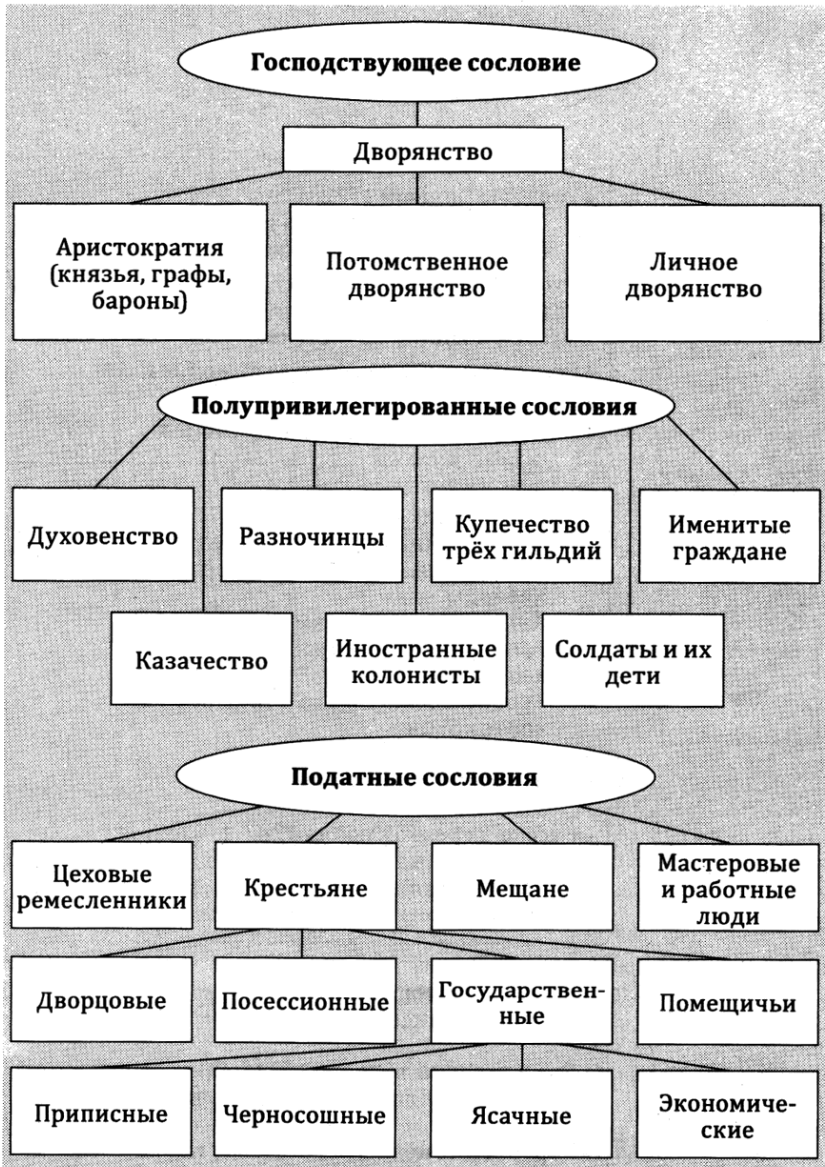 Господствующее сословие
Дворянство
Аристократия
(князья, графы,
бароны)
Потомственное
дворянство
Личное
дворянство
Полупривилегированные сословия
Духовенство
Разночинцы
Купечество
трёх гильдий
Именитые
граждане
Казачество
Иностранные
колонисты
Солдаты и их
дети
Податные сословия
Цеховые
ремесленники
Крестьяне
Мещане
Мастеровые
и работные
люди
Дворцовые
Посессионные
Государствен-
ные
Помещичьи
Приписные
Черносошные
Ясачные
Экономиче-
ские